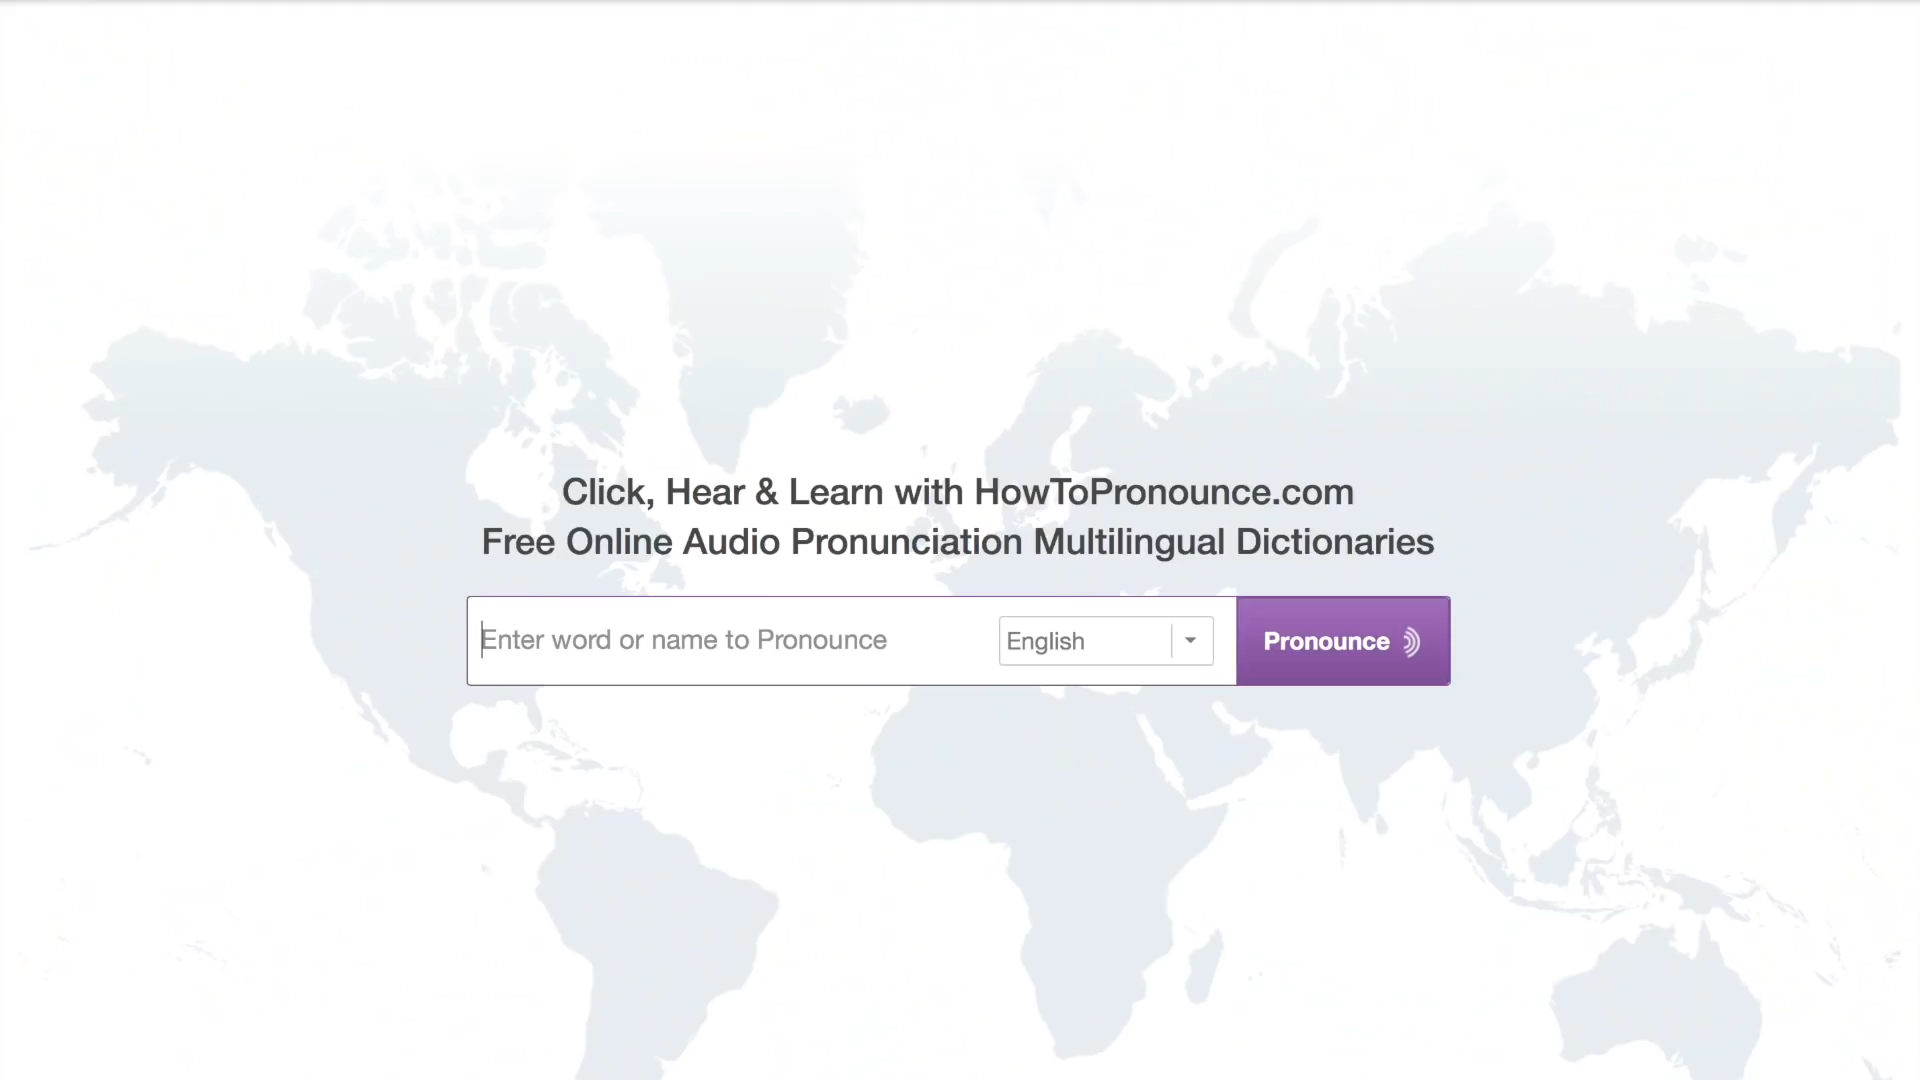 Click, Hear & Learn with HowToPronounce.com
Free Online Audio Pronunciation Multilingual Dictionaries
Enter word or name to Pronounce
English
Pronounce